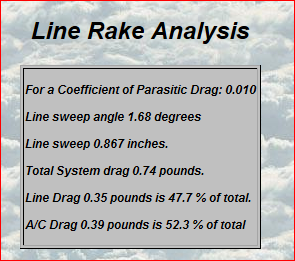 Line Rake Analysis
For a Coefficient of Parasitic Drag: 0.010
Line sweep angle 1.68 degrees
Line sweep 0.867 inches.
Total System drag 0.74 pounds.
Line Drag 0.35 pounds is 47.7 % of total.
A/C Drag 0.39 pounds is 52.3 % of total